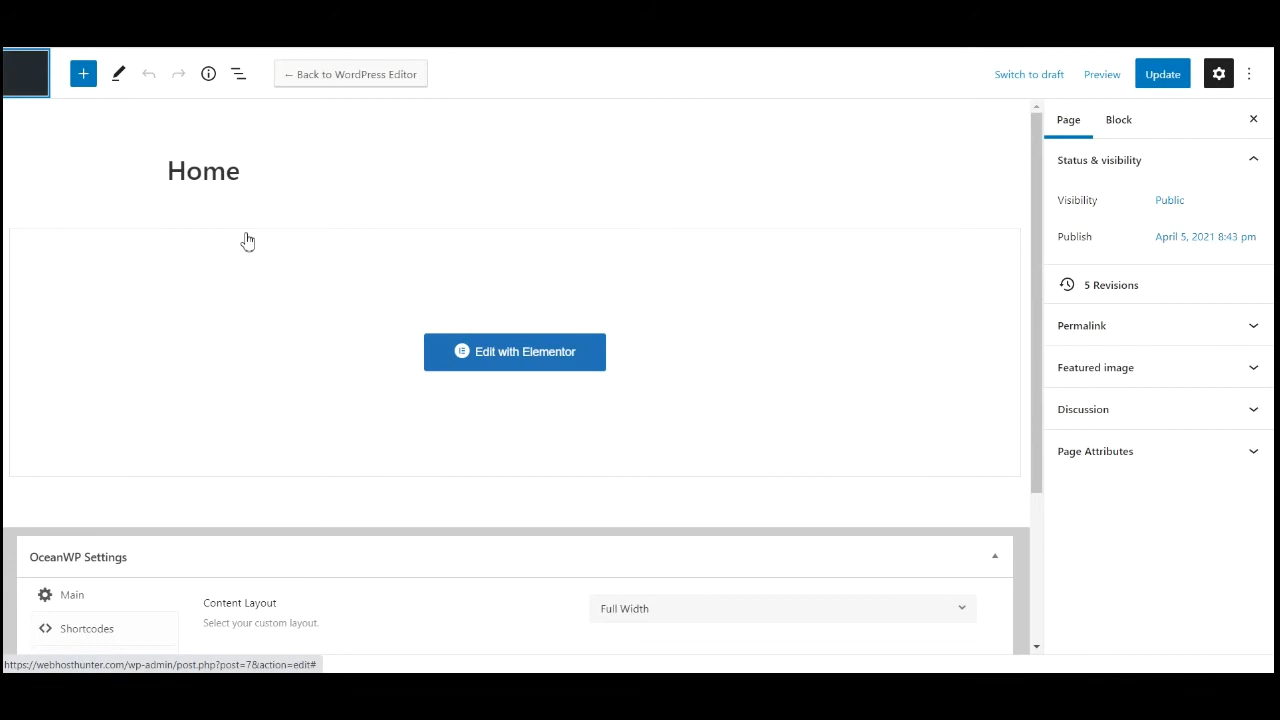 ← Back to WordPress Editor
Switch to draft
Preview
Update
Page
Block
Home
Status & visibility
Visibility
Public
Publish
April 5, 2021 8:43 pm
5 Revisions
Permalink
Featured image
Discussion
Page Attributes
Edit with Elementor
OceanWP Settings
Main
Shortcodes
Content Layout
Select your custom layout.
Full Width
https://webhosthunter.com/wp-admin/post.php?post=7&action=edit#